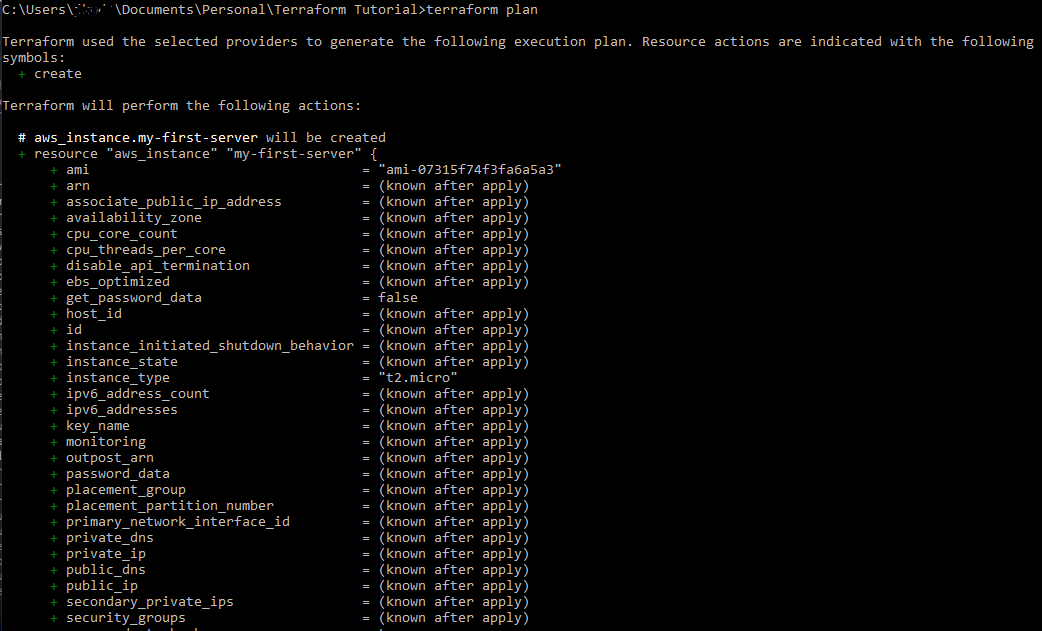 C:\Users\ \Documents\Personal\Terraform Tutorial>terraform plan
Terraform used the selected providers to generate the following execution plan. Resource actions are indicated with the following
symbols:
+ create
Terraform will perform the following actions:
# aws_instance.my-first-server will be created
+ resource "aws_instance" "my-first-server" {
+ ami = "ami-07315f74f3fa6a5a3"
+ arn = (known after apply)
+ associate_public_ip_address = (known after apply)
+ availability_zone = (known after apply)
+ cpu_core_count = (known after apply)
+ cpu_threads_per_core = (known after apply)
+ disable_api_termination = (known after apply)
+ ebs_optimized = (known after apply)
+ get_password_data = false
+ host_id = (known after apply)
+ id = (known after apply)
+ instance_initiated_shutdown_behavior = (known after apply)
+ instance_state = (known after apply)
+ instance_type = "t2.micro"
+ ipv6_address_count = (known after apply)
+ ipv6_addresses = (known after apply)
+ key_name = (known after apply)
+ monitoring = (known after apply)
+ outpost_arn = (known after apply)
+ password_data = (known after apply)
+ placement_group = (known after apply)
+ placement_partition_number = (known after apply)
+ primary_network_interface_id = (known after apply)
+ private_dns = (known after apply)
+ private_ip = (known after apply)
+ public_dns = (known after apply)
+ public_ip = (known after apply)
+ secondary_private_ips = (known after apply)
+ security_groups = (known after apply)